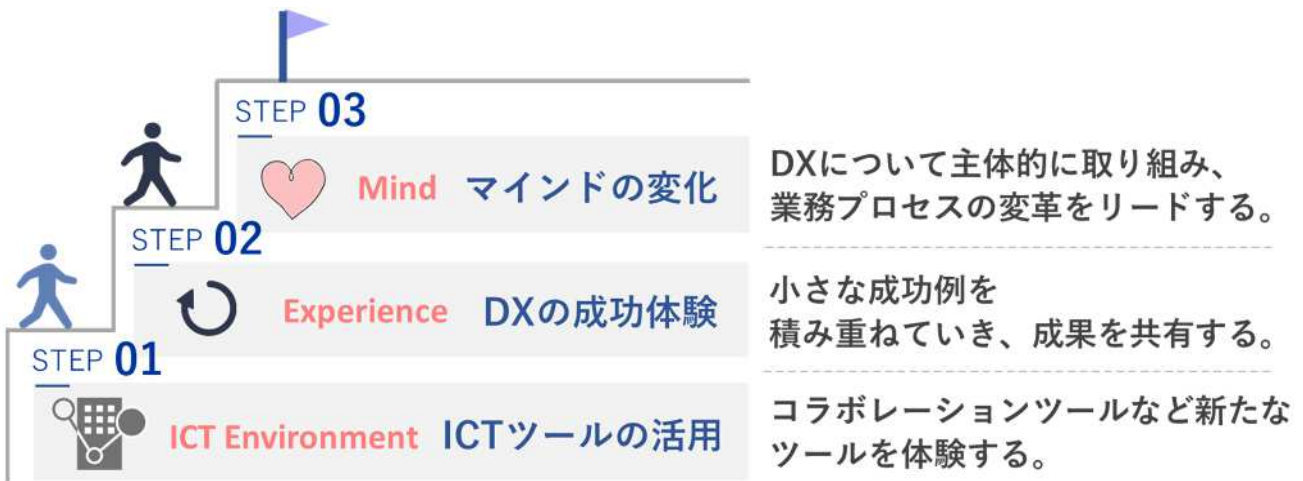 STEP 03
Mind マインドの変化
DXについて主体的に取り組み、
業務プロセスの変革をリードする。
STEP 02
Experience DXの成功体験
小さな成功例を
積み重ねていき、成果を共有する。
STEP 01
ICT Environment ICTツールの活用
コラボレーションツールなど新たな
ツールを体験する。